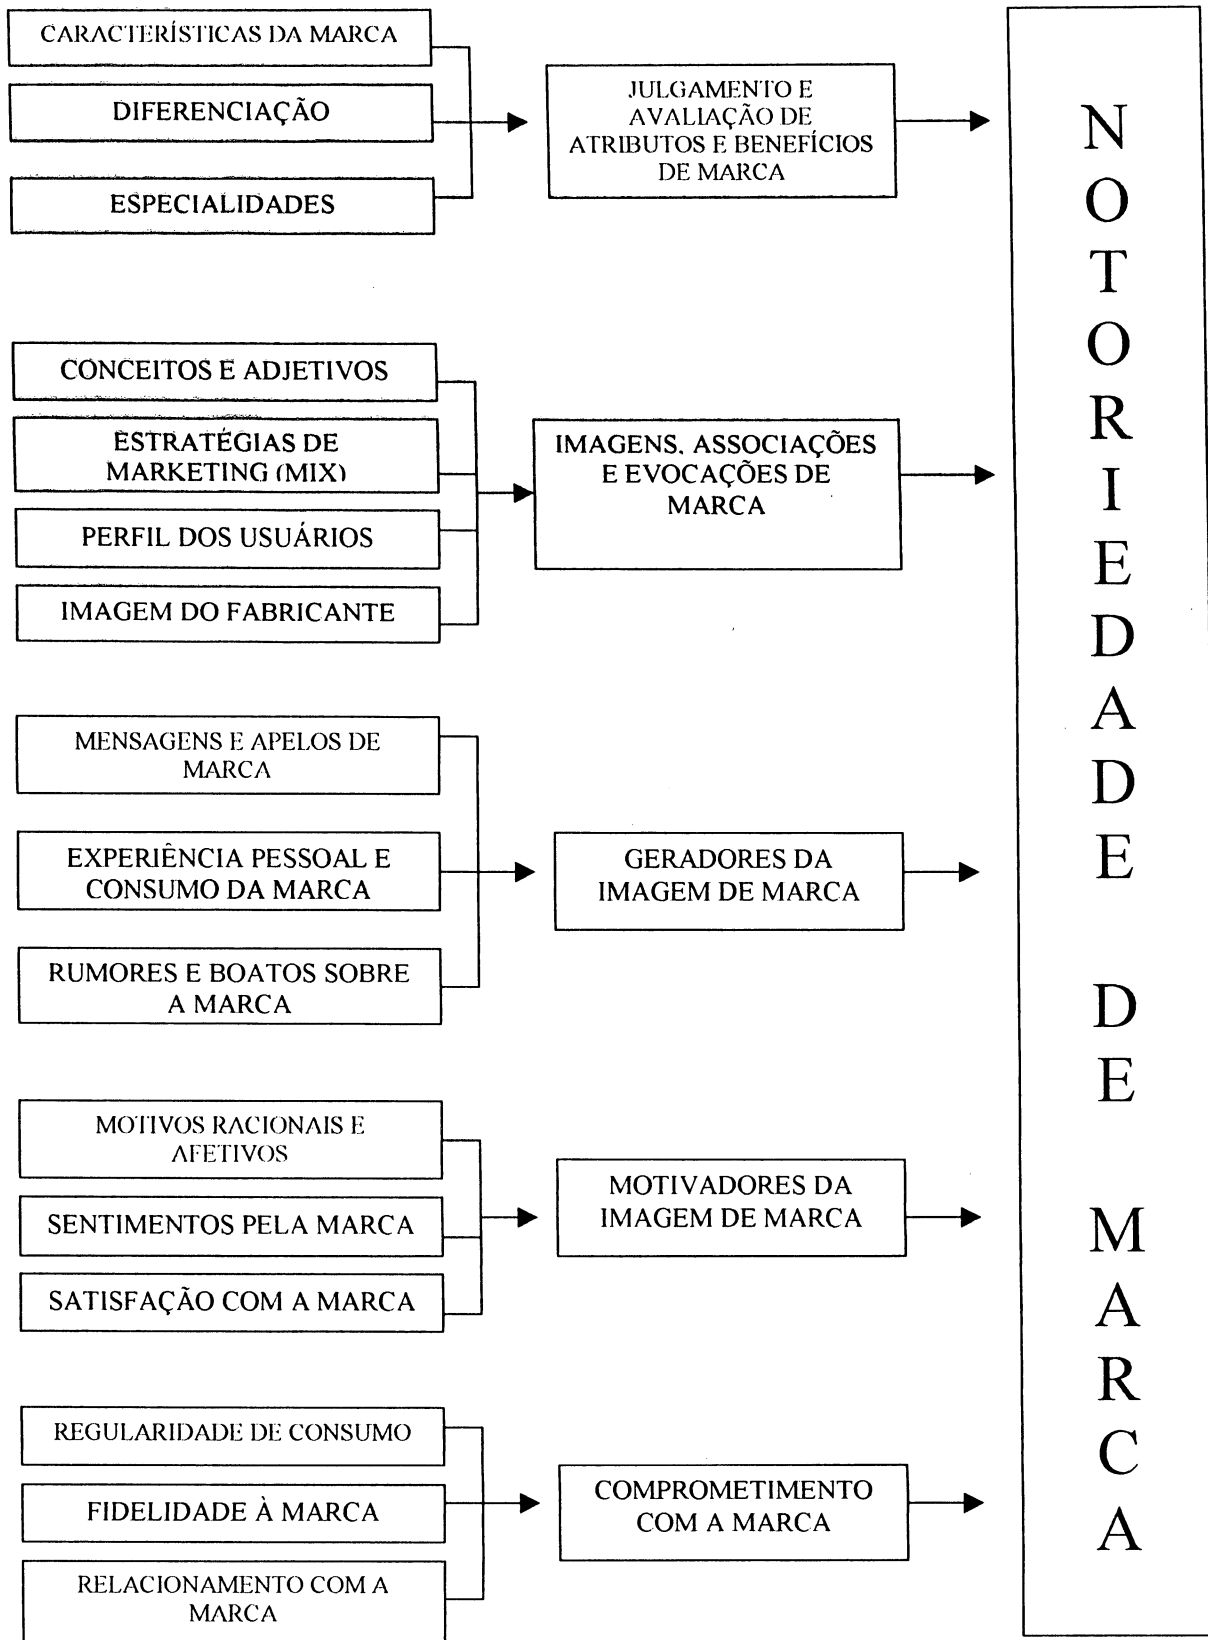 CARACTERÍSTICAS DA MARCA
DIFERENCIAÇÃO
ESPECIALIDADES
JULGAMENTO E
AVALIAÇÃO DE
ATRIBUTOS E BENEFÍCIOS
DE MARCA
CONCEITOS E ADJETIVOS
ESTRATÉGIAS DE
MARKETING (MIX)
PERFIL DOS USUÁRIOS
IMAGEM DO FABRICANTE
IMAGENS, ASSOCIAÇÕES
E EVOCAÇÕES DE
MARCA
MENSAGENS E APELOS DE
MARCA
EXPERIÊNCIA PESSOAL E
CONSUMO DA MARCA
RUMORES E BOATOS SOBRE
A MARCA
GERADORES DA
IMAGEM DE MARCA
MOTIVOS RACIONAIS E
AFETIVOS
SENTIMENTOS PELA MARCA
SATISFAÇÃO COM A MARCA
MOTIVADORES DA
IMAGEM DE MARCA
REGULARIDADE DE CONSUMO
FIDELIDADE À MARCA
RELACIONAMENTO COM A
MARCA
COMPROMETIMENTO
COM A MARCA
NOTORIEDADE DE MARCA